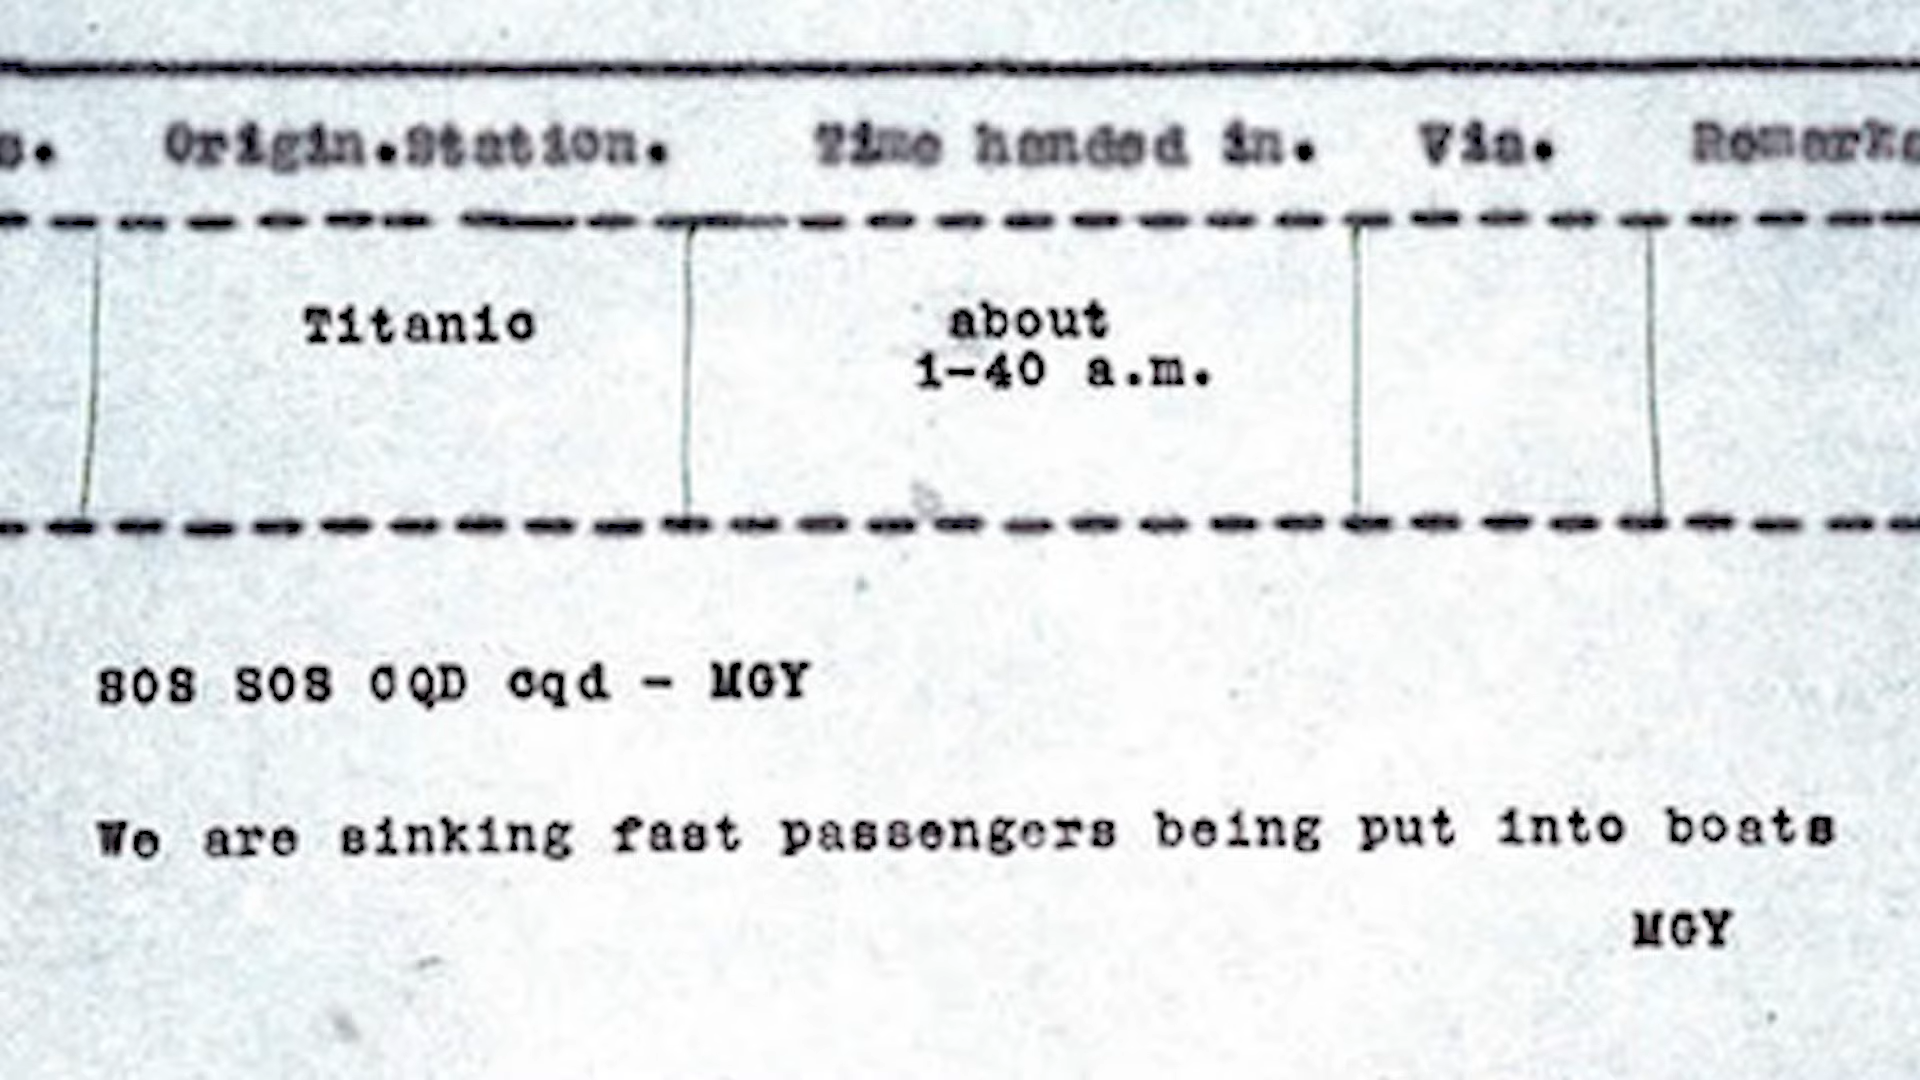 s. Origin.Station. Time handed in. Via. Remarks
Titanic
about
1-40 a.m.
SOS SOS CQD cqd - MGY
We are sinking fast passengers being put into boats
MGY